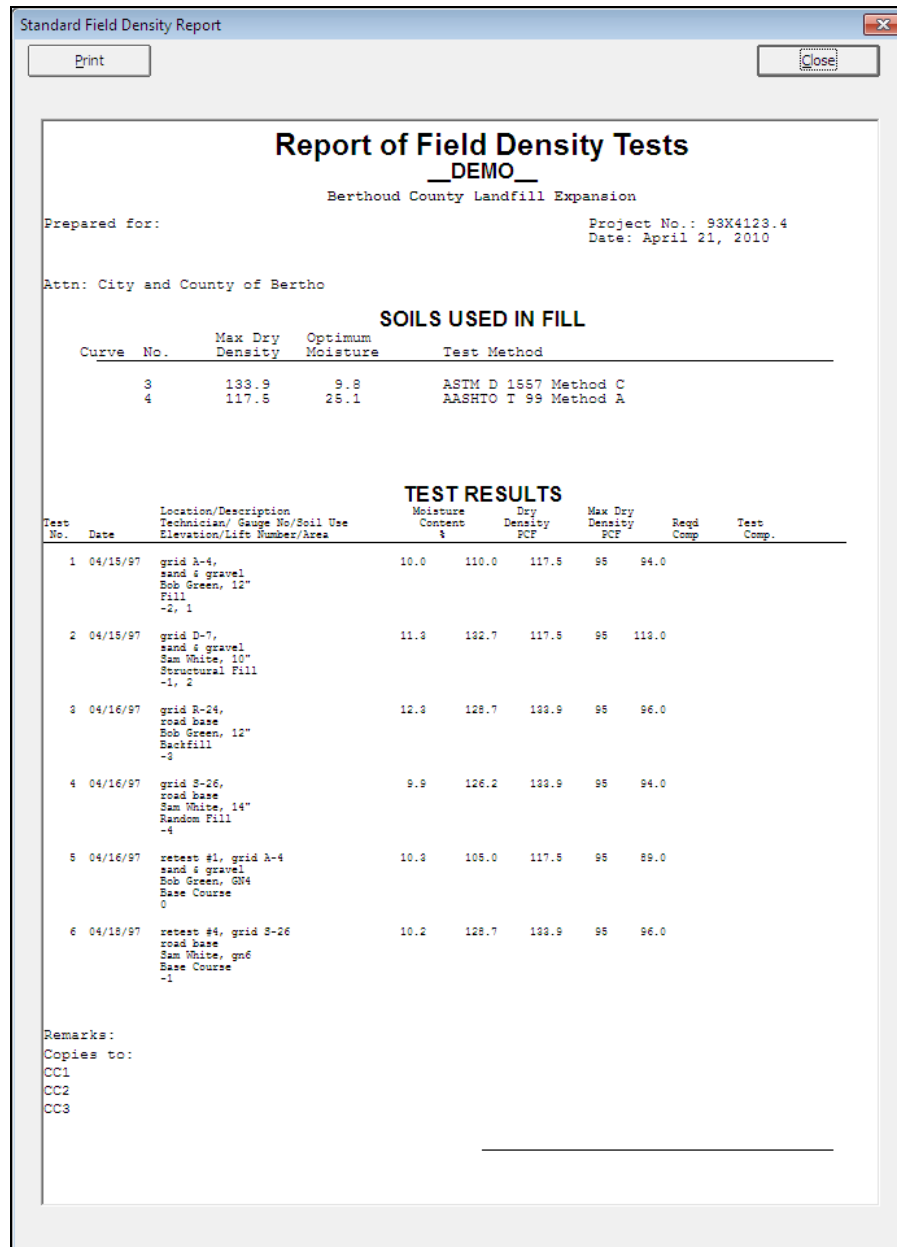 Standard Field Density Report
Print Close
Report of Field Density Tests
__DEMO__
Berthoud County Landfill Expansion
Prepared for: Project No.: 93X4123.4
Date: April 21, 2010
Attn: City and County of Bertho
SOILS USED IN FILL
Max Dry Optimum
Curve No. Density Moisture Test Method
3 133.9 9.8 ASTM D 1557 Method C
4 117.5 25.1 AASHTO T 99 Method A
TEST RESULTS
Location/Description Moisture Dry Max Dry
Test Technician/ Gauge No/Soil Use Content Density Density Reqd Test
No. Date Elevation/Lift Number/Area % PCF PCF Comp Comp.
1 04/15/97 grid A-4, 10.0 110.0 117.5 95 94.0
sand & gravel
Bob Green, 12"
Fill
-2, 1
2 04/15/97 grid D-7, 11.3 132.7 117.5 95 113.0
sand & gravel
Sam White, 10"
Structural Fill
-1, 2
3 04/16/97 grid R-24, 12.3 128.7 133.9 95 96.0
road base
Bob Green, 12"
Backfill
-3
4 04/16/97 grid S-26, 9.9 126.2 133.9 95 94.0
road base
Sam White, 14"
Random Fill
-4
5 04/16/97 retest #1, grid A-4 10.3 105.0 117.5 95 89.0
sand & gravel
Bob Green, GN4
Base Course
0
6 04/18/97 retest #4, grid S-26 10.2 128.7 133.9 95 96.0
road base
Sam White, gn6
Base Course
-1
Remarks:
Copies to:
CC1
CC2
CC3